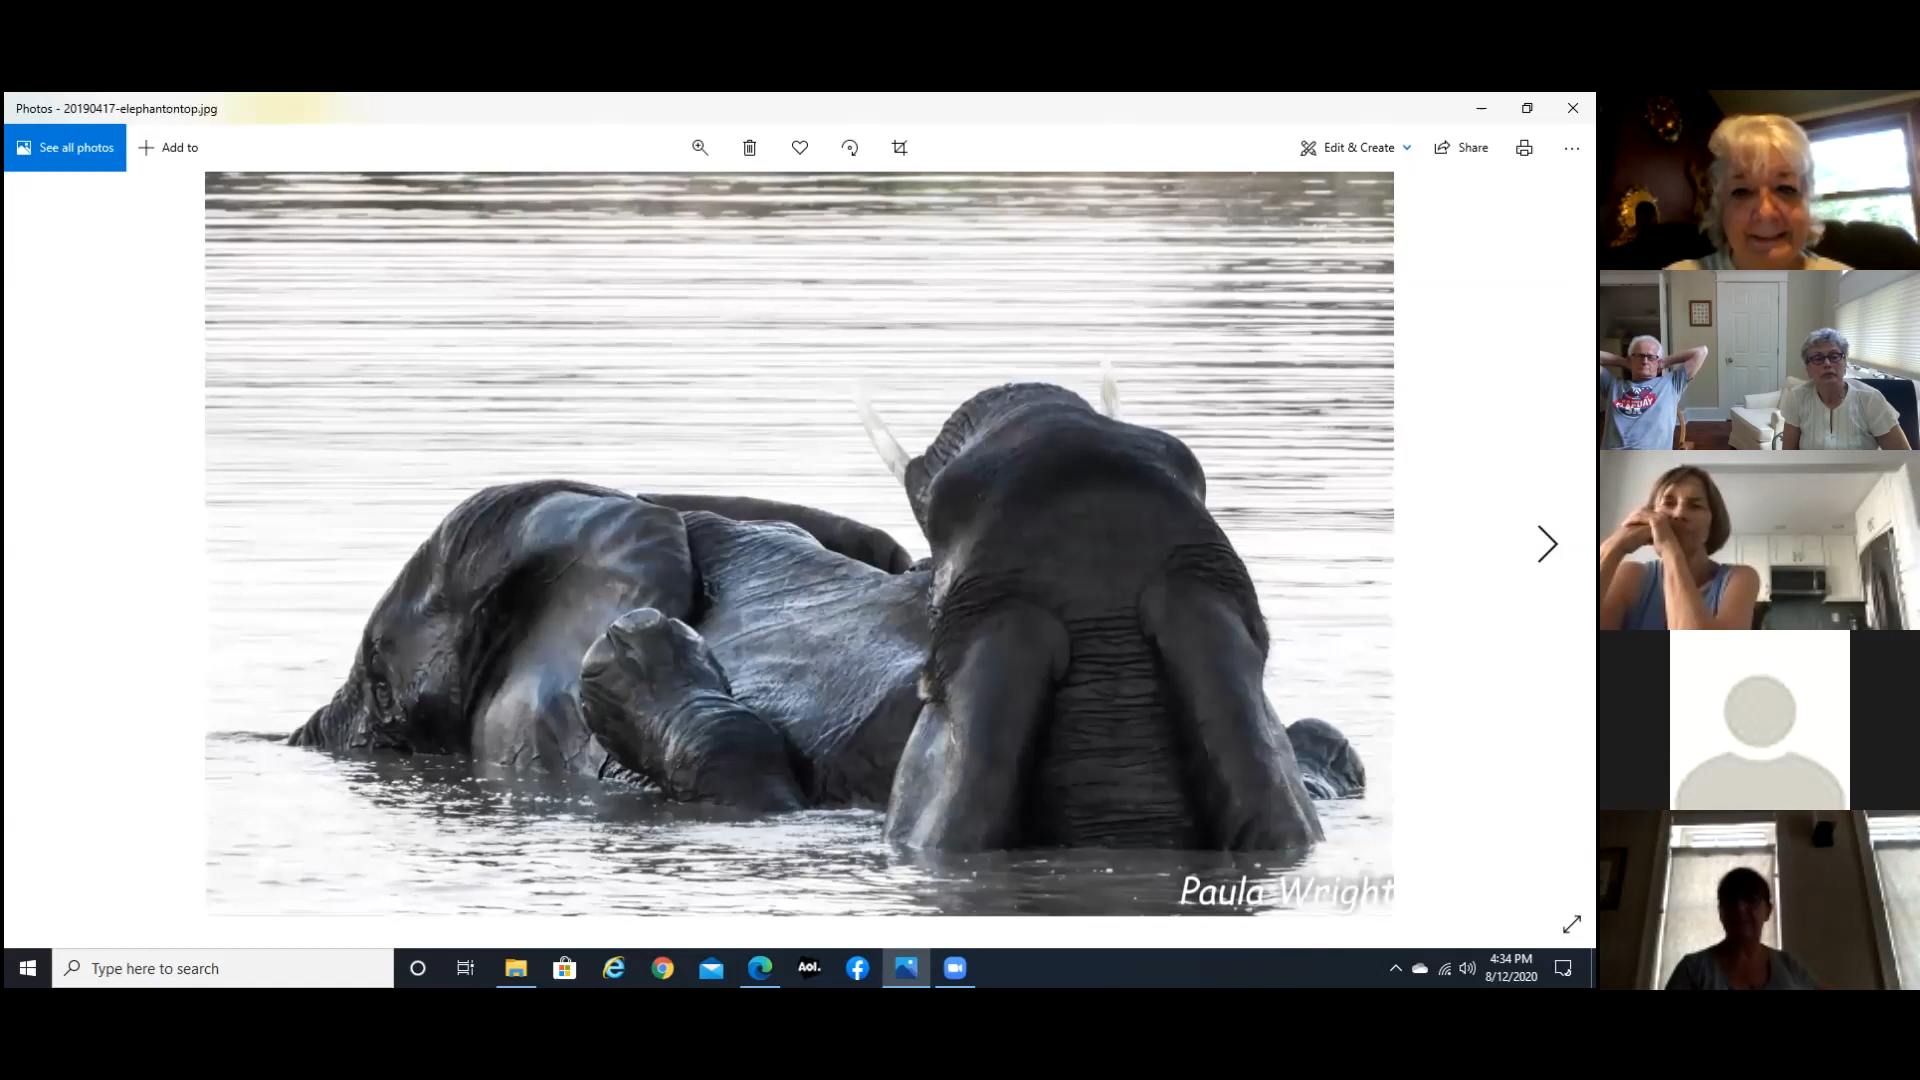 Photos - 20190417-elephantontop.jpg
See all photos
Add to
Edit & Create
Share
Paula Wright
Type here to search
Aol.
4:34 PM
8/12/2020